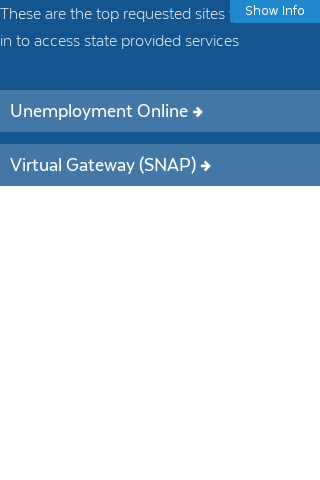 These are the top requested sites
Show Info
in to access state provided services
Unemployment Online
Virtual Gateway (SNAP)